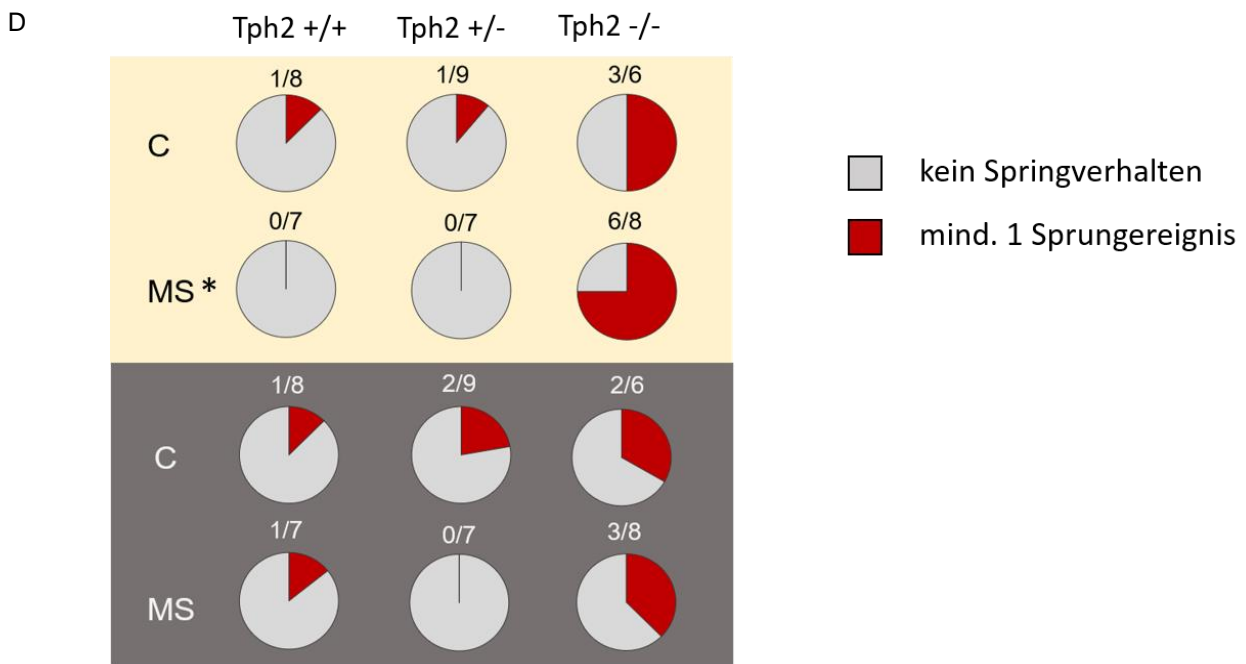 D
Tph2 +/+ Tph2 +/- Tph2 -/-
1/8 1/9 3/6
C
kein Springverhalten
0/7 0/7 6/8
mind. 1 Sprungereignis
MS *
1/8 2/9 2/6
C
1/7 0/7 3/8
MS